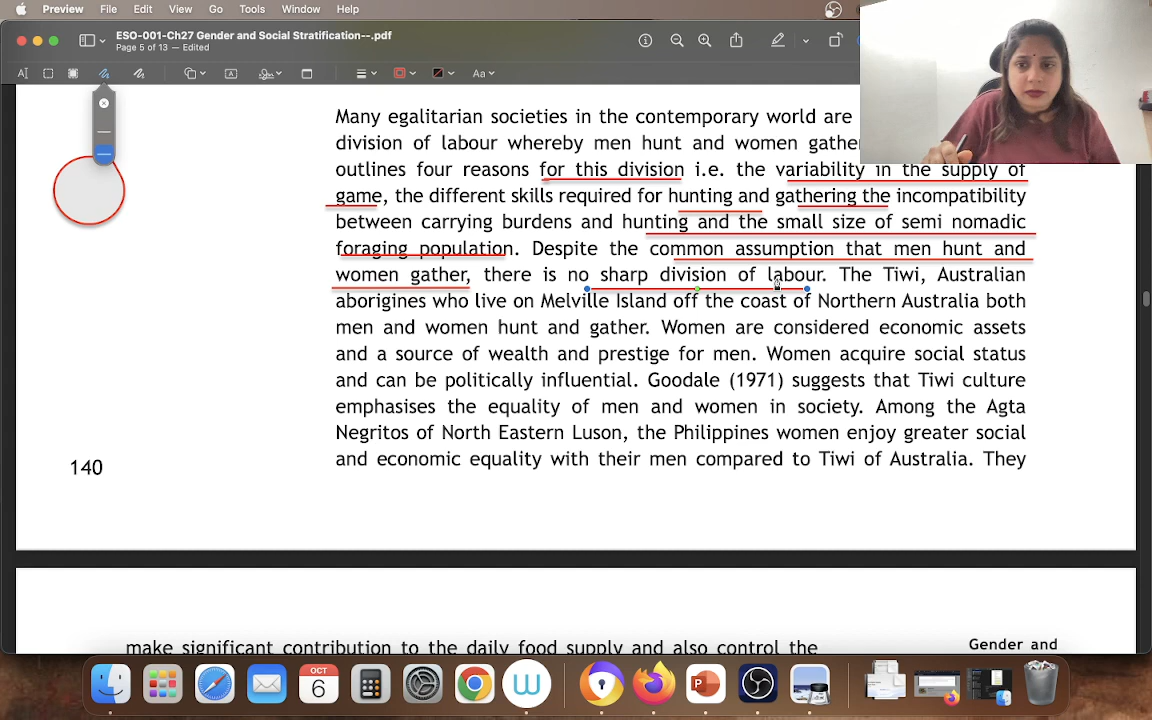 Preview File Edit View Go Tools Window Help
ESO-001-Ch27 Gender and Social Stratification--.pdf
Page 5 of 13 — Edited
Many egalitarian societies in the contemporary world are
division of labour whereby men hunt and women gather
outlines four reasons for this division i.e. the variability in the supply of
game, the different skills required for hunting and gathering the incompatibility
between carrying burdens and hunting and the small size of semi nomadic
foraging population. Despite the common assumption that men hunt and
women gather, there is no sharp division of labour. The Tiwi, Australian
aborigines who live on Melville Island off the coast of Northern Australia both
men and women hunt and gather. Women are considered economic assets
and a source of wealth and prestige for men. Women acquire social status
and can be politically influential. Goodale (1971) suggests that Tiwi culture
emphasises the equality of men and women in society. Among the Agta
Negritos of North Eastern Luson, the Philippines women enjoy greater social
and economic equality with their men compared to Tiwi of Australia. They
140
make significant contribution to the daily food supply and also control the
Gender and
OCT
6